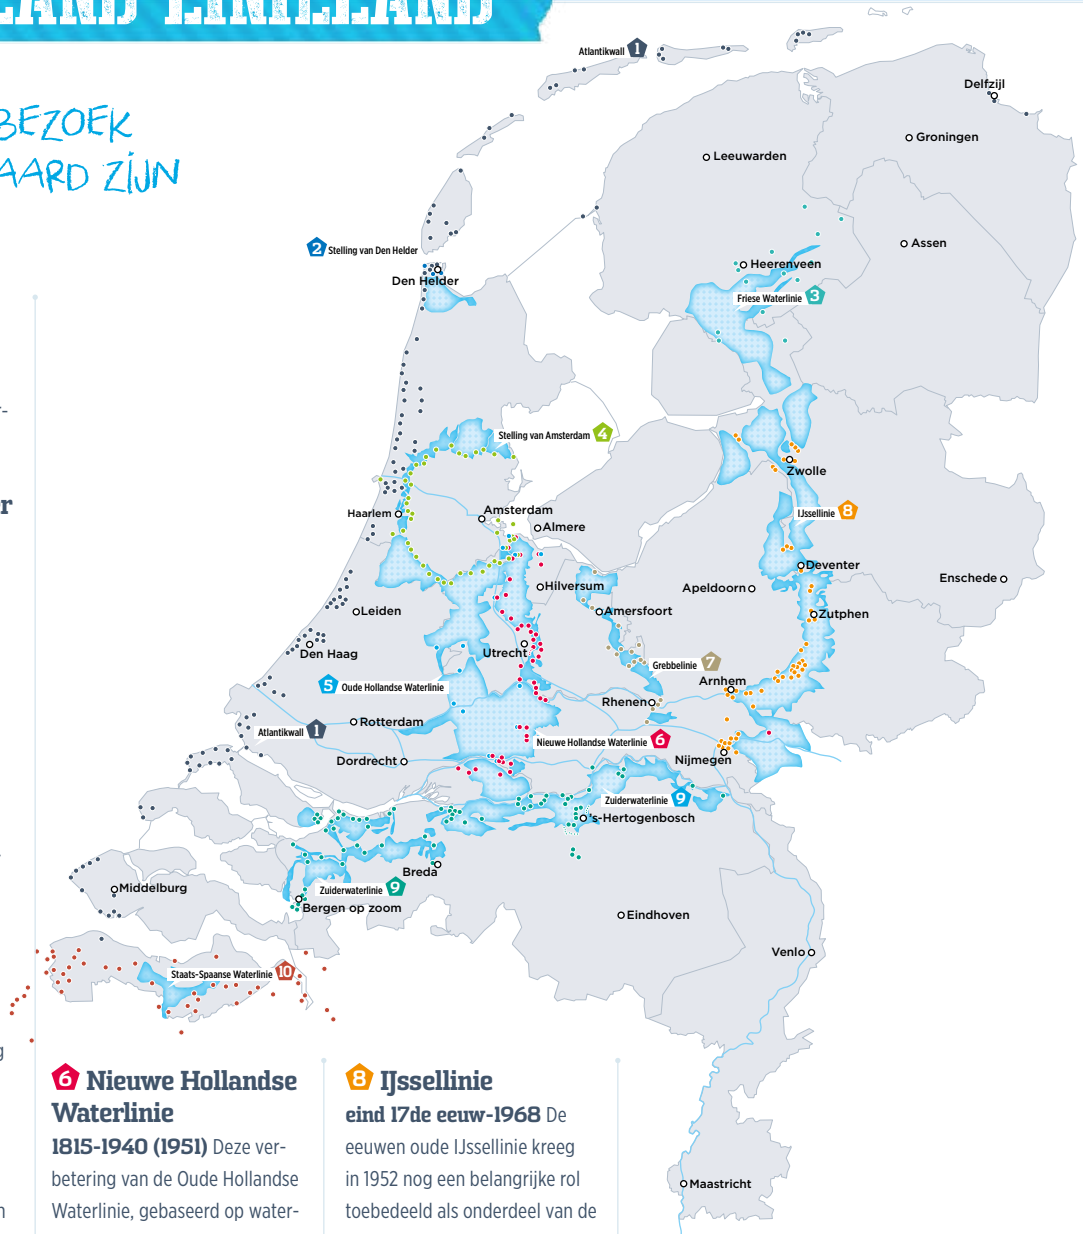 LAND LINIELAND
BEZOEK
AARD ZIJN
Atlantikwall 1
Delfzijl
Groningen
Leeuwarden
Assen
2 Stelling van Den Helder
Den Helder
Heerenveen
Friese Waterlinie 3
r-
Stelling van Amsterdam 4
Zwolle
er
Haarlem
Amsterdam
Almere
IJssellinie 8
Deventer
Enschede
Hilversum
Apeldoorn
Leiden
Amersfoort
Zutphen
Den Haag
Utrecht
Grebbelinie 7
5 Oude Hollandse Waterlinie
Arnhem
Rhenen
Rotterdam
Atlantikwall 1
Nieuwe Hollandse Waterlinie 6
Dordrecht
Nijmegen
Zuiderwaterlinie 9
's-Hertogenbosch
Breda
Middelburg
Zuiderwaterlinie 9
Bergen op zoom
Eindhoven
Venlo
Staats-Spaanse Waterlinie 10
g
6 Nieuwe Hollandse
Waterlinie
1815-1940 (1951) Deze ver-
betering van de Oude Hollandse
Waterlinie, gebaseerd op water-
8 IJssellinie
eind 17de eeuw-1968 De
eeuwen oude IJssellinie kreeg
in 1952 nog een belangrijke rol
toebedeeld als onderdeel van de
n
Maastricht